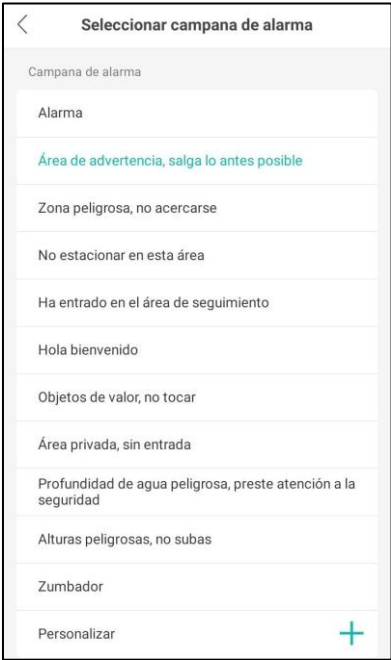 Seleccionar campana de alarma
Campana de alarma
Alarma
Área de advertencia, salga lo antes posible
Zona peligrosa, no acercarse
No estacionar en esta área
Ha entrado en el área de seguimiento
Hola bienvenido
Objetos de valor, no tocar
Área privada, sin entrada
Profundidad de agua peligrosa, preste atención a la
seguridad
Alturas peligrosas, no subas
Zumbador
Personalizar